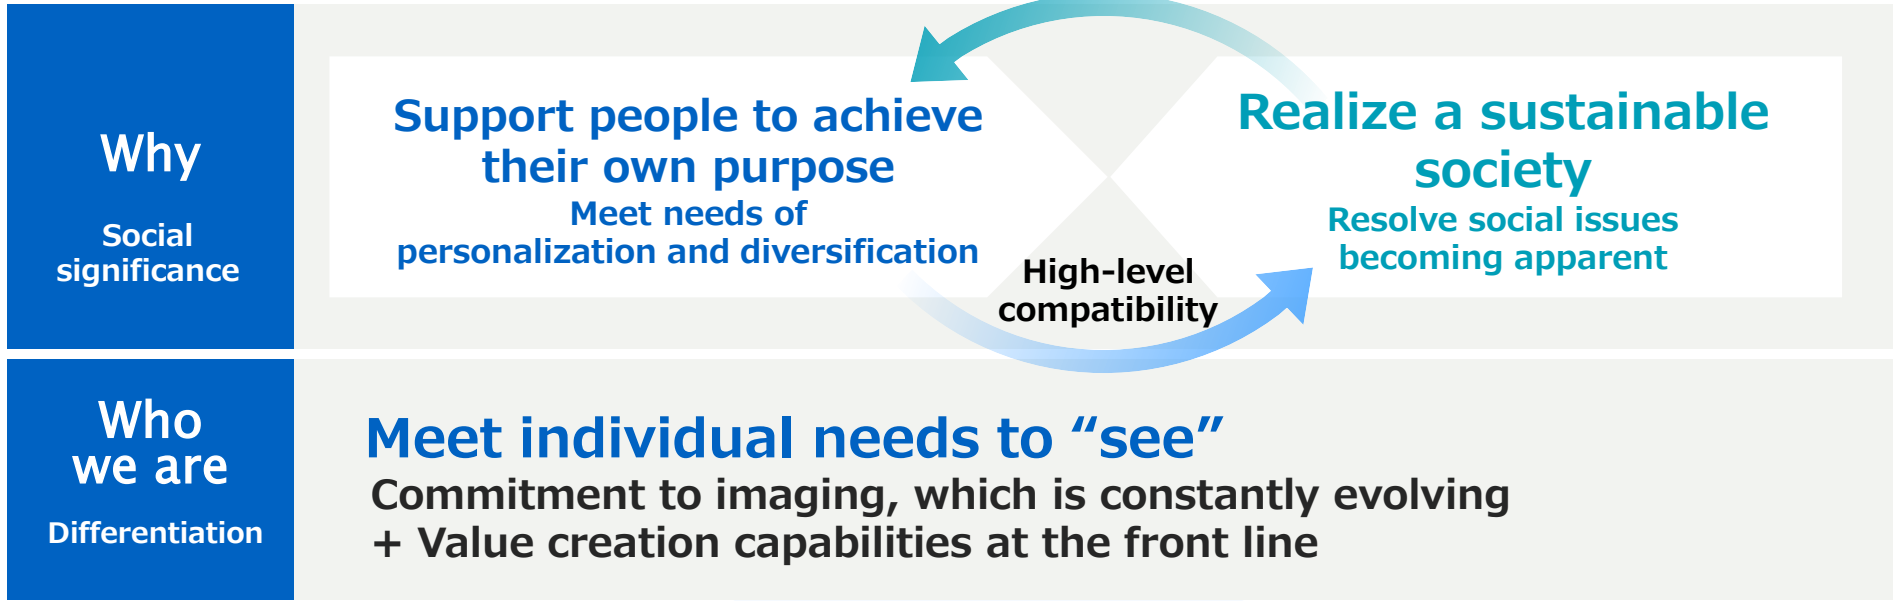 Why
Social
significance
Support people to achieve
their own purpose
Meet needs of
personalization and diversification
High-level
compatibility
Realize a sustainable
society
Resolve social issues
becoming apparent
Who
we are
Differentiation
Meet individual needs to “see”
Commitment to imaging, which is constantly evolving
+ Value creation capabilities at the front line